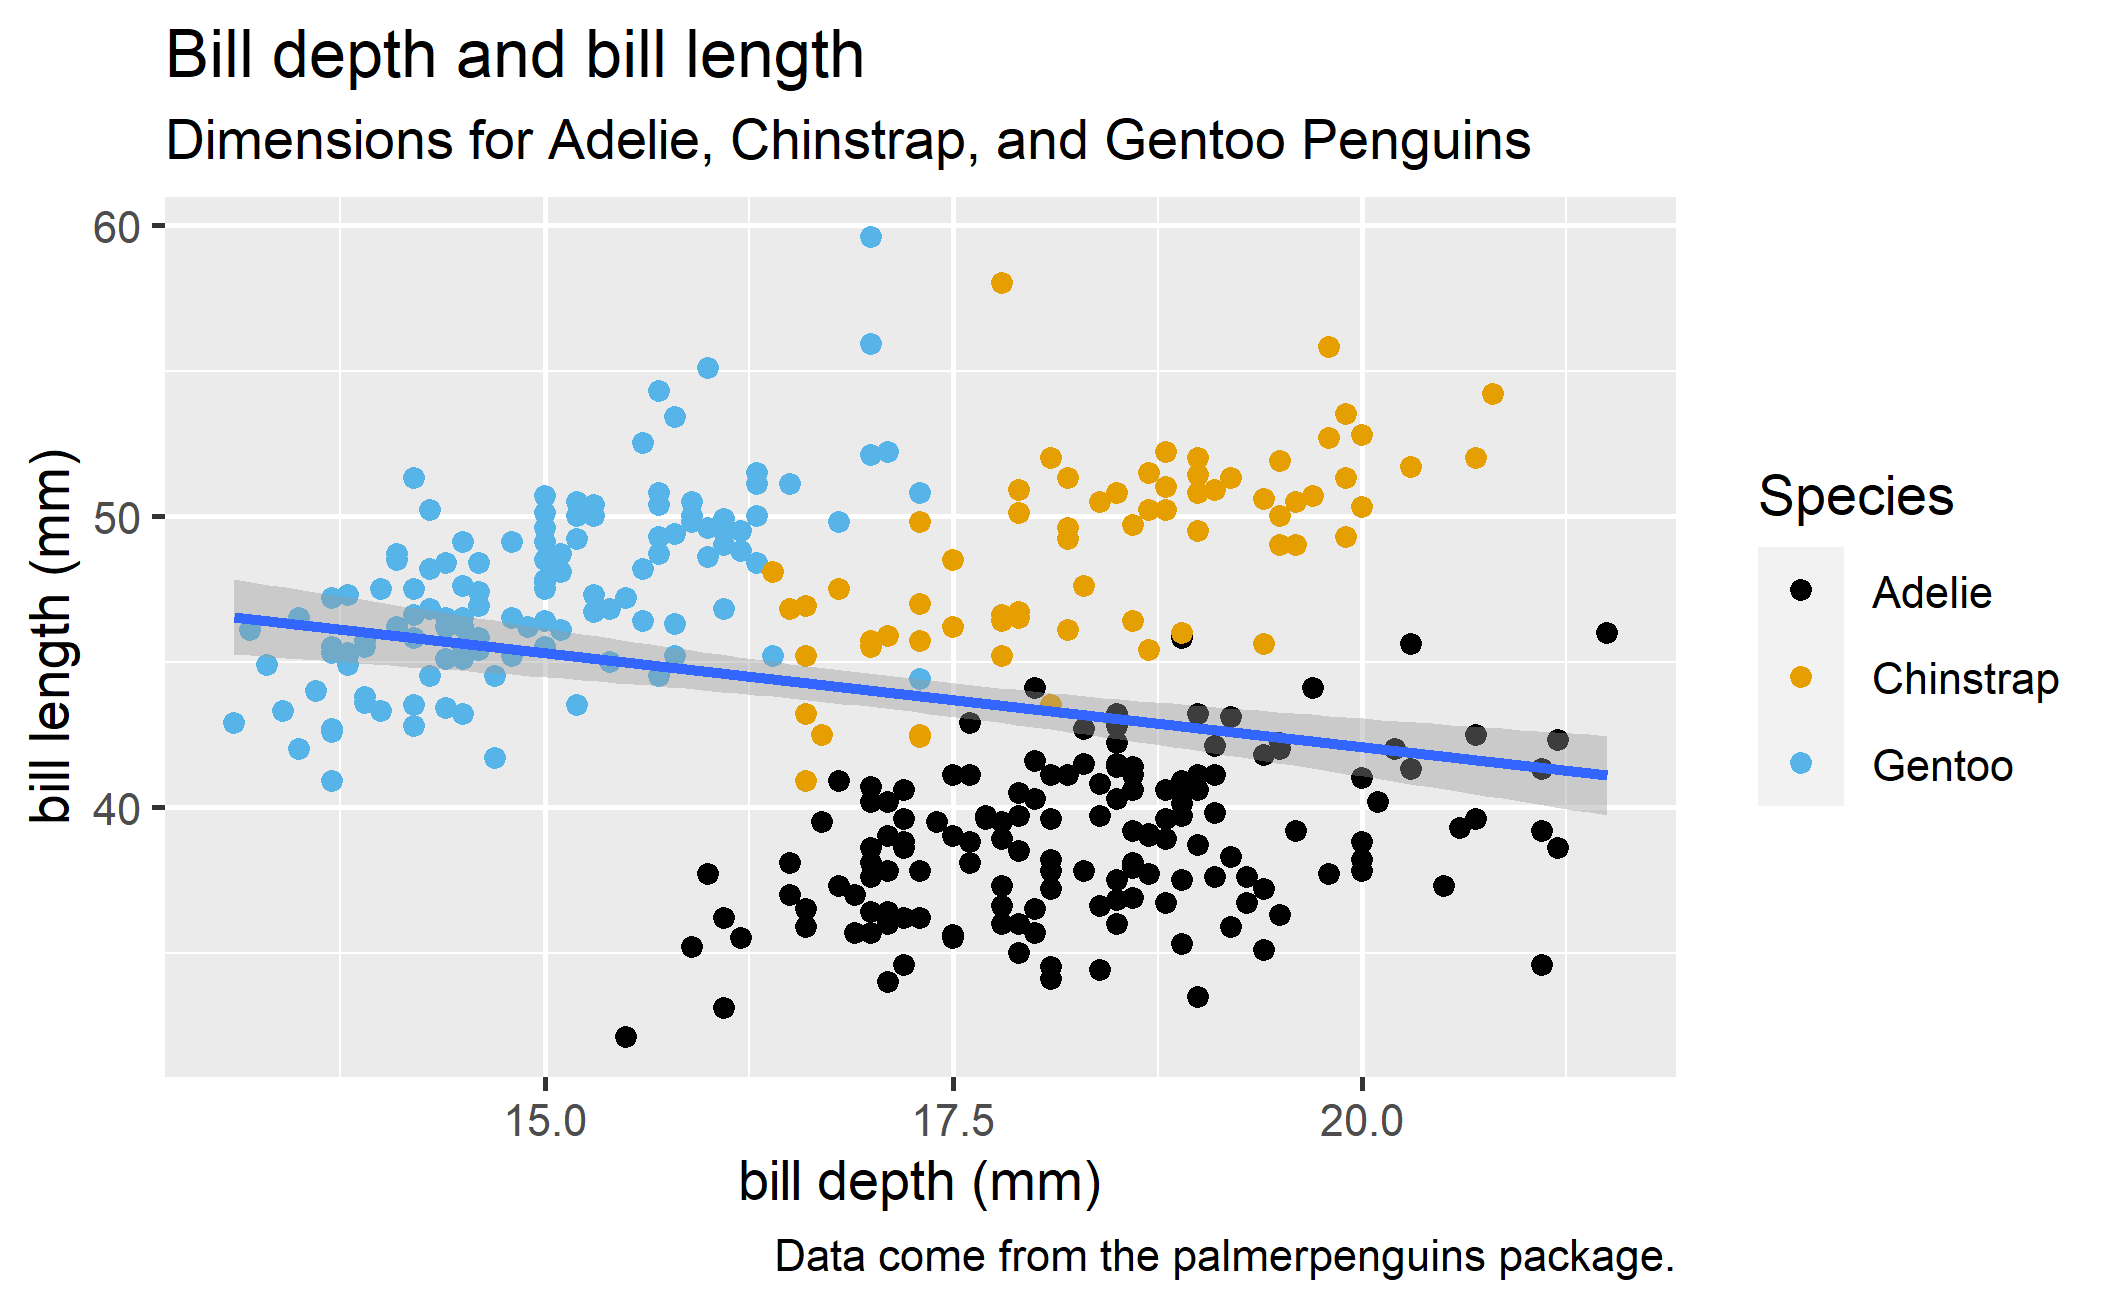 Bill depth and bill length
Dimensions for Adelie, Chinstrap, and Gentoo Penguins
60
50
40
bill length (mm)
15.0 17.5 20.0
bill depth (mm)
Species
Adelie
Chinstrap
Gentoo
Data come from the palmerpenguins package.